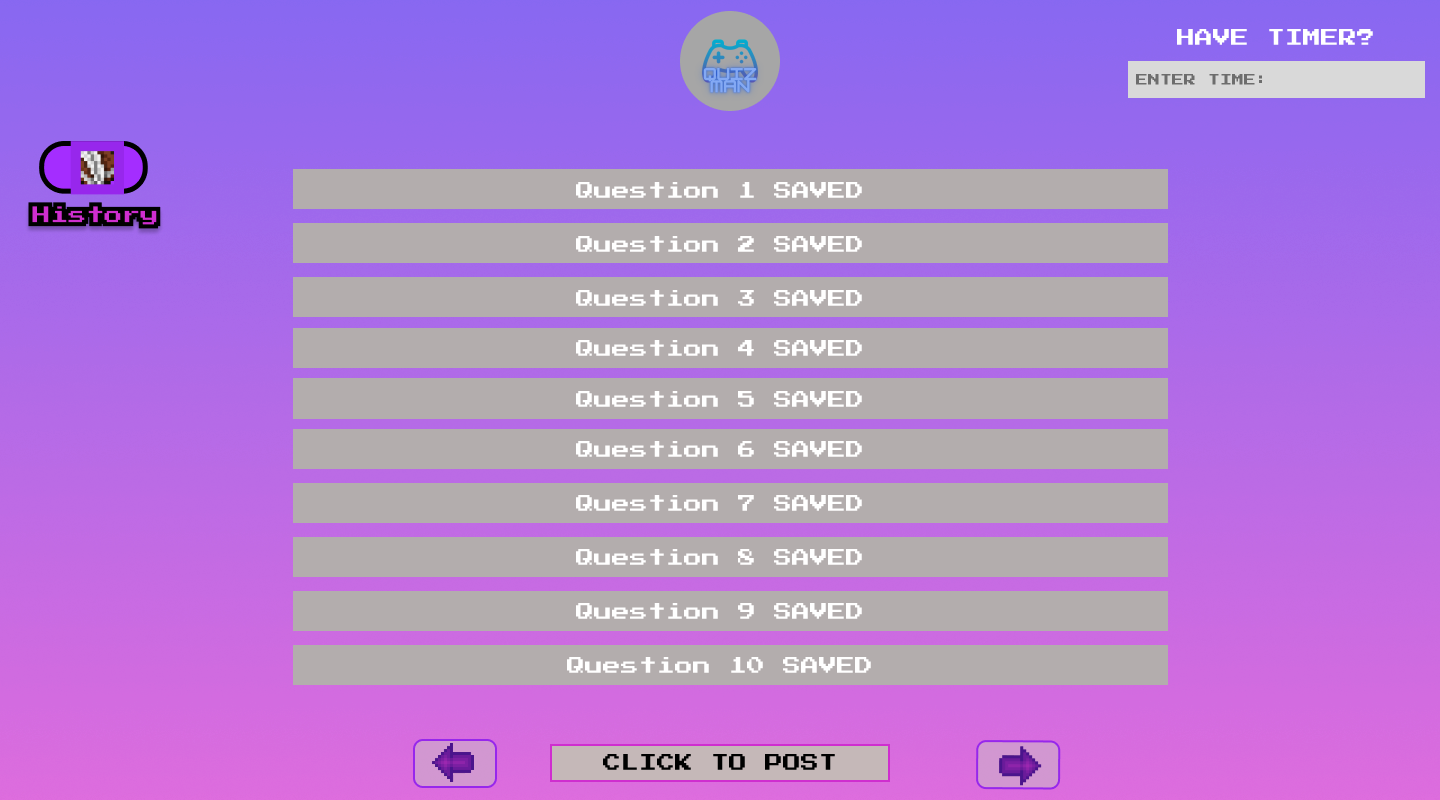 QUIZ
MAN
HAVE TIMER?
ENTER TIME:
History
Question 1 SAVED
Question 2 SAVED
Question 3 SAVED
Question 4 SAVED
Question 5 SAVED
Question 6 SAVED
Question 7 SAVED
Question 8 SAVED
Question 9 SAVED
Question 10 SAVED
CLICK TO POST